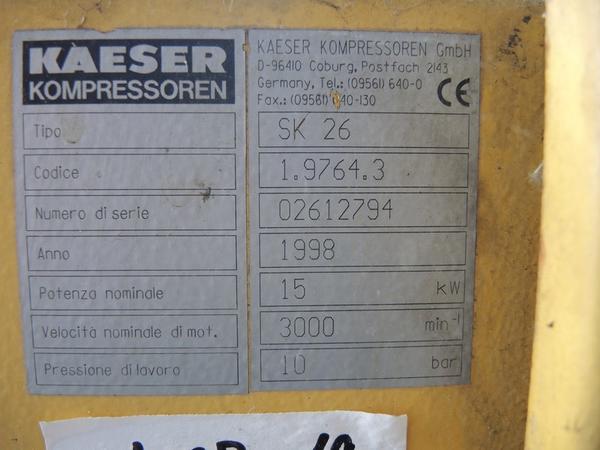 KAESER
KOMPRESSOREN
KAESER KOMPRESSOREN GmbH
D-96410 Coburg, Postfach 2143
Germany, Tel.: (09561) 640-0
Fax.: (09561) 640-130
CE
Tipo SK 26
Codice 1.9764.3
Numero di serie 02612794
Anno 1998
Potenza nominale 15 kW
Velocità nominale di mot. 3000 min⁻¹
Pressione di lavoro 10 bar